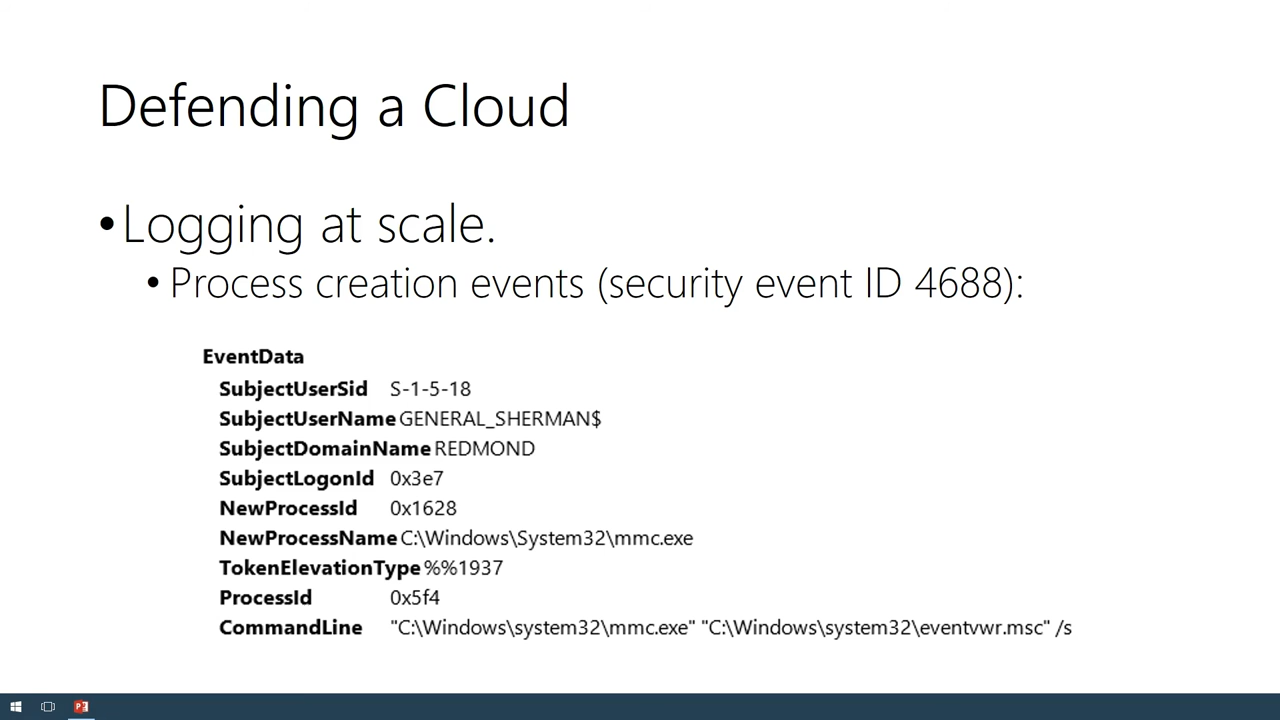 Defending a Cloud
•Logging at scale.
• Process creation events (security event ID 4688):
EventData
SubjectUserSid S-1-5-18
SubjectUserName GENERAL_SHERMAN$
SubjectDomainName REDMOND
SubjectLogonId 0x3e7
NewProcessId 0x1628
NewProcessName C:\Windows\System32\mmc.exe
TokenElevationType %%1937
ProcessId 0x5f4
CommandLine "C:\Windows\system32\mmc.exe" "C:\Windows\system32\eventvwr.msc" /s